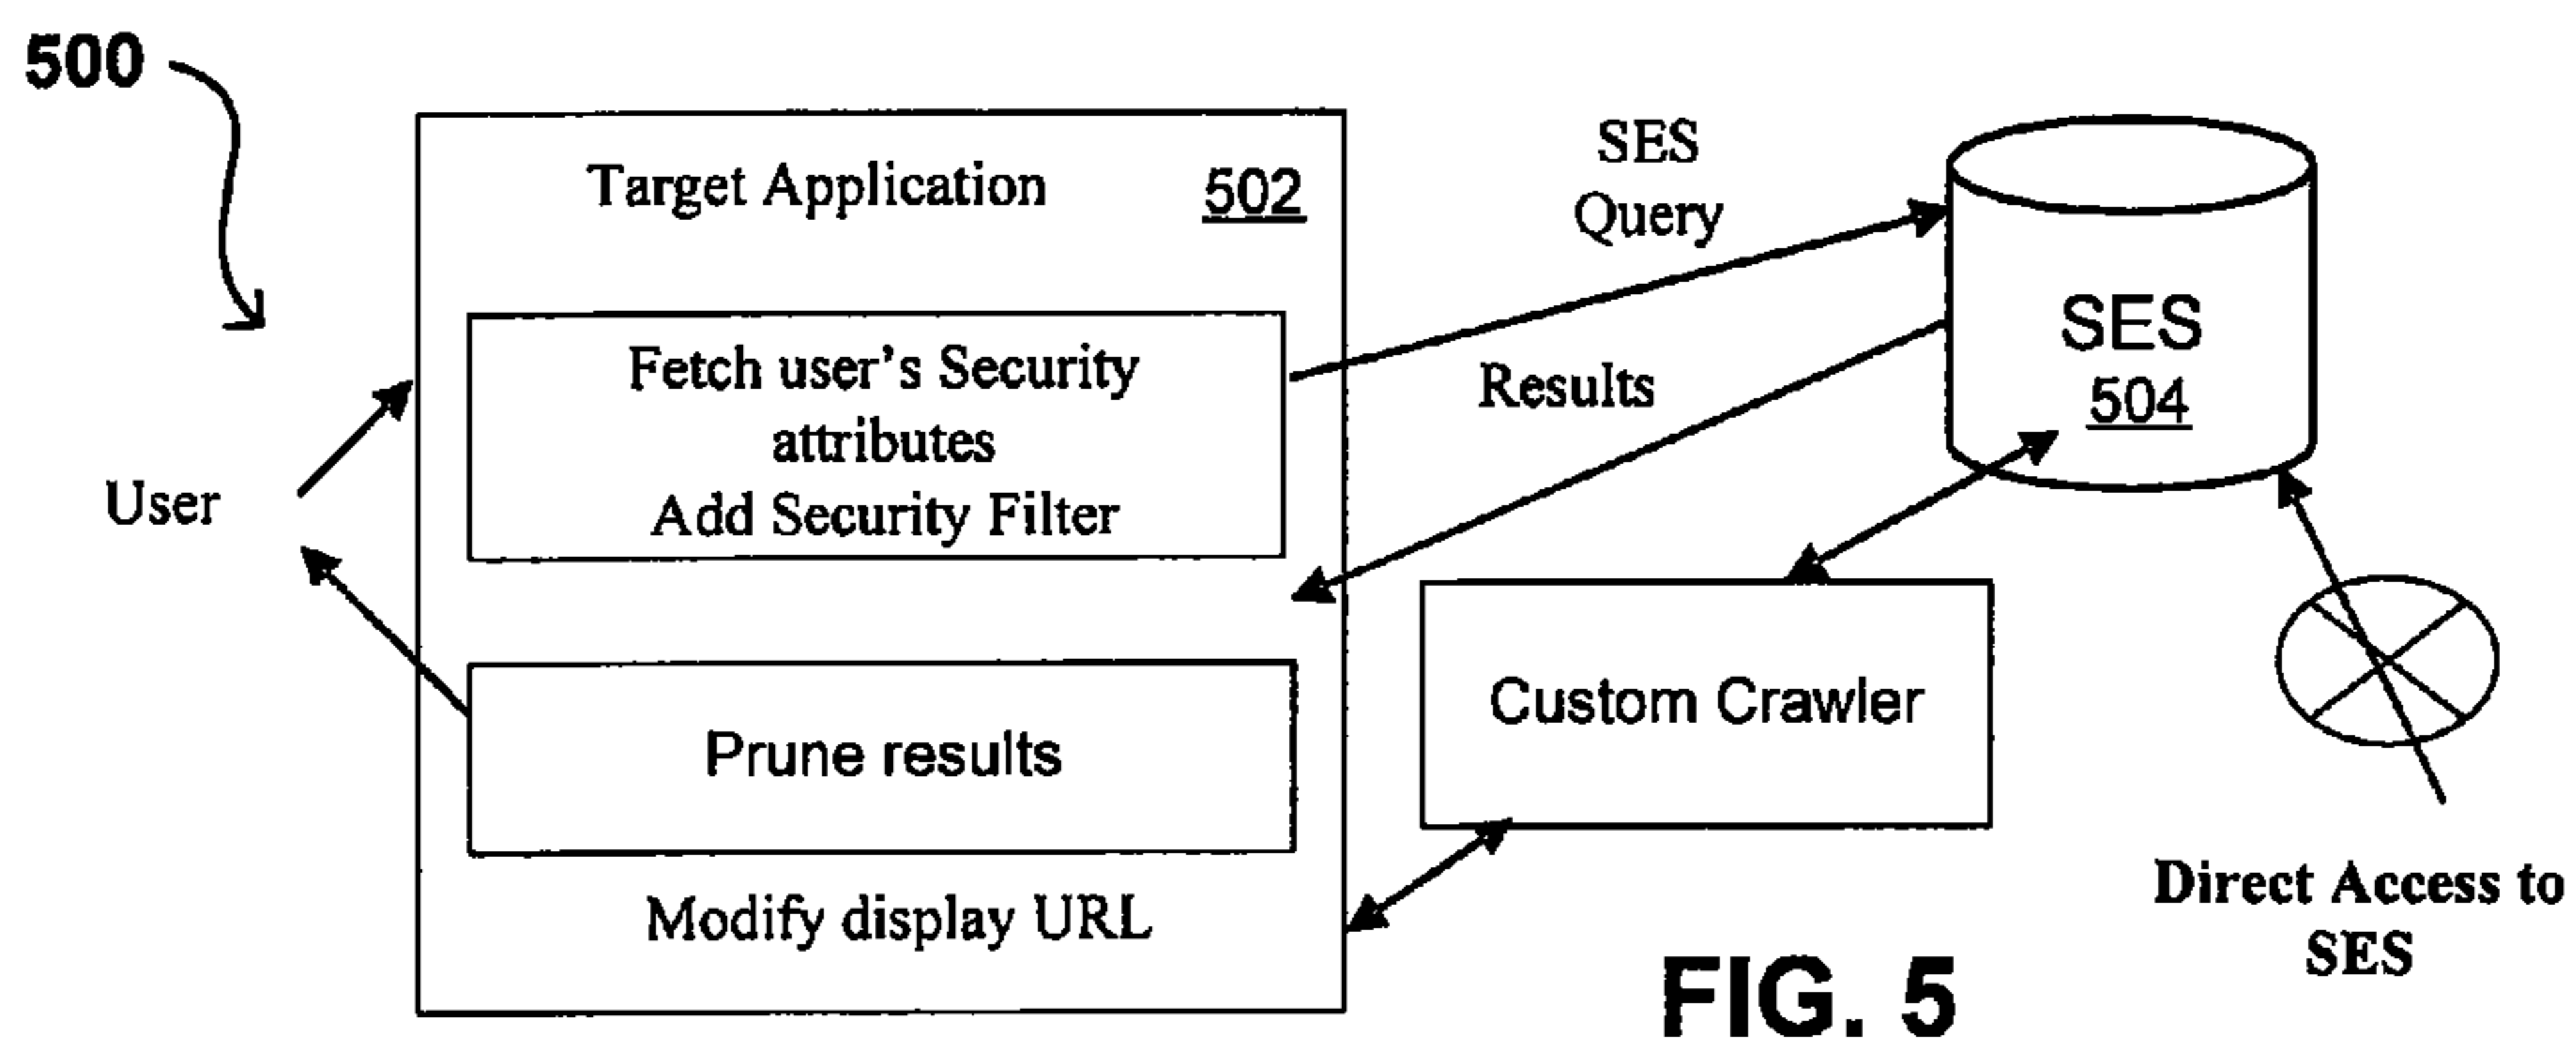 500
Target Application 502
Fetch user's Security
attributes
Add Security Filter
User
Prune results
Modify display URL
SES
Query
Results
SES
504
Custom Crawler
Direct Access to
SES
FIG. 5